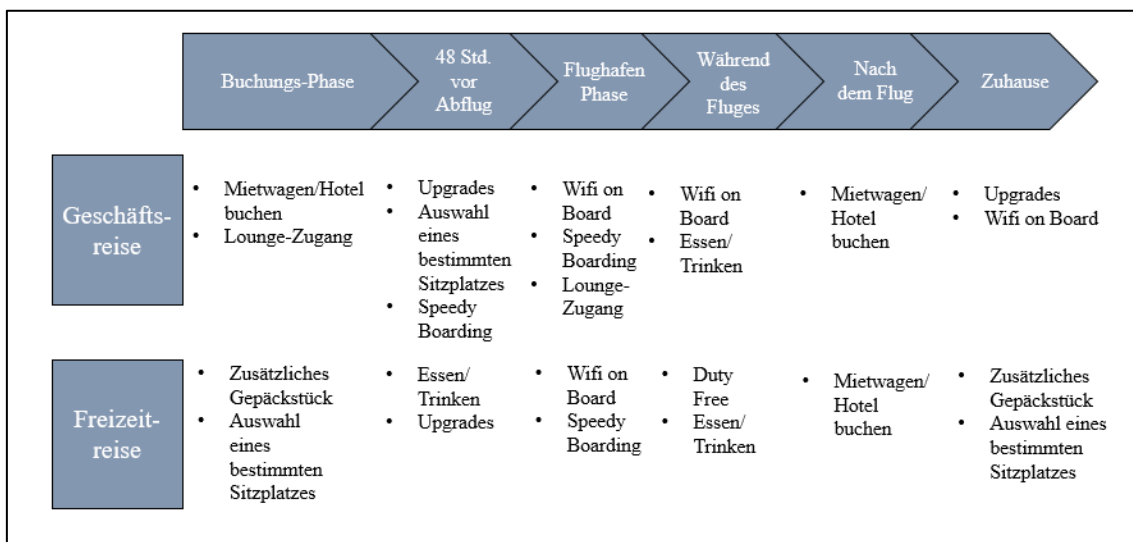 Buchungs-Phase
48 Std.
vor
Abflug
Flughafen
Phase
Während
des
Fluges
Nach
dem Flug
Zuhause
Geschäfts-
reise
• Mietwagen/Hotel
buchen
• Lounge-Zugang
• Upgrades
• Auswahl
eines
bestimmten
Sitzplatzes
• Speedy
Boarding
• Wifi on
Board
• Speedy
Boarding
• Lounge-
Zugang
• Wifi on
Board
• Essen/
Trinken
• Mietwagen/
Hotel
buchen
• Upgrades
• Wifi on Board
Freizeit-
reise
• Zusätzliches
Gepäckstück
• Auswahl
eines
bestimmten
Sitzplatzes
• Essen/
Trinken
• Upgrades
• Wifi on
Board
• Speedy
Boarding
• Duty
Free
• Essen/
Trinken
• Mietwagen/
Hotel
buchen
• Zusätzliches
Gepäckstück
• Auswahl eines
bestimmten
Sitzplatzes